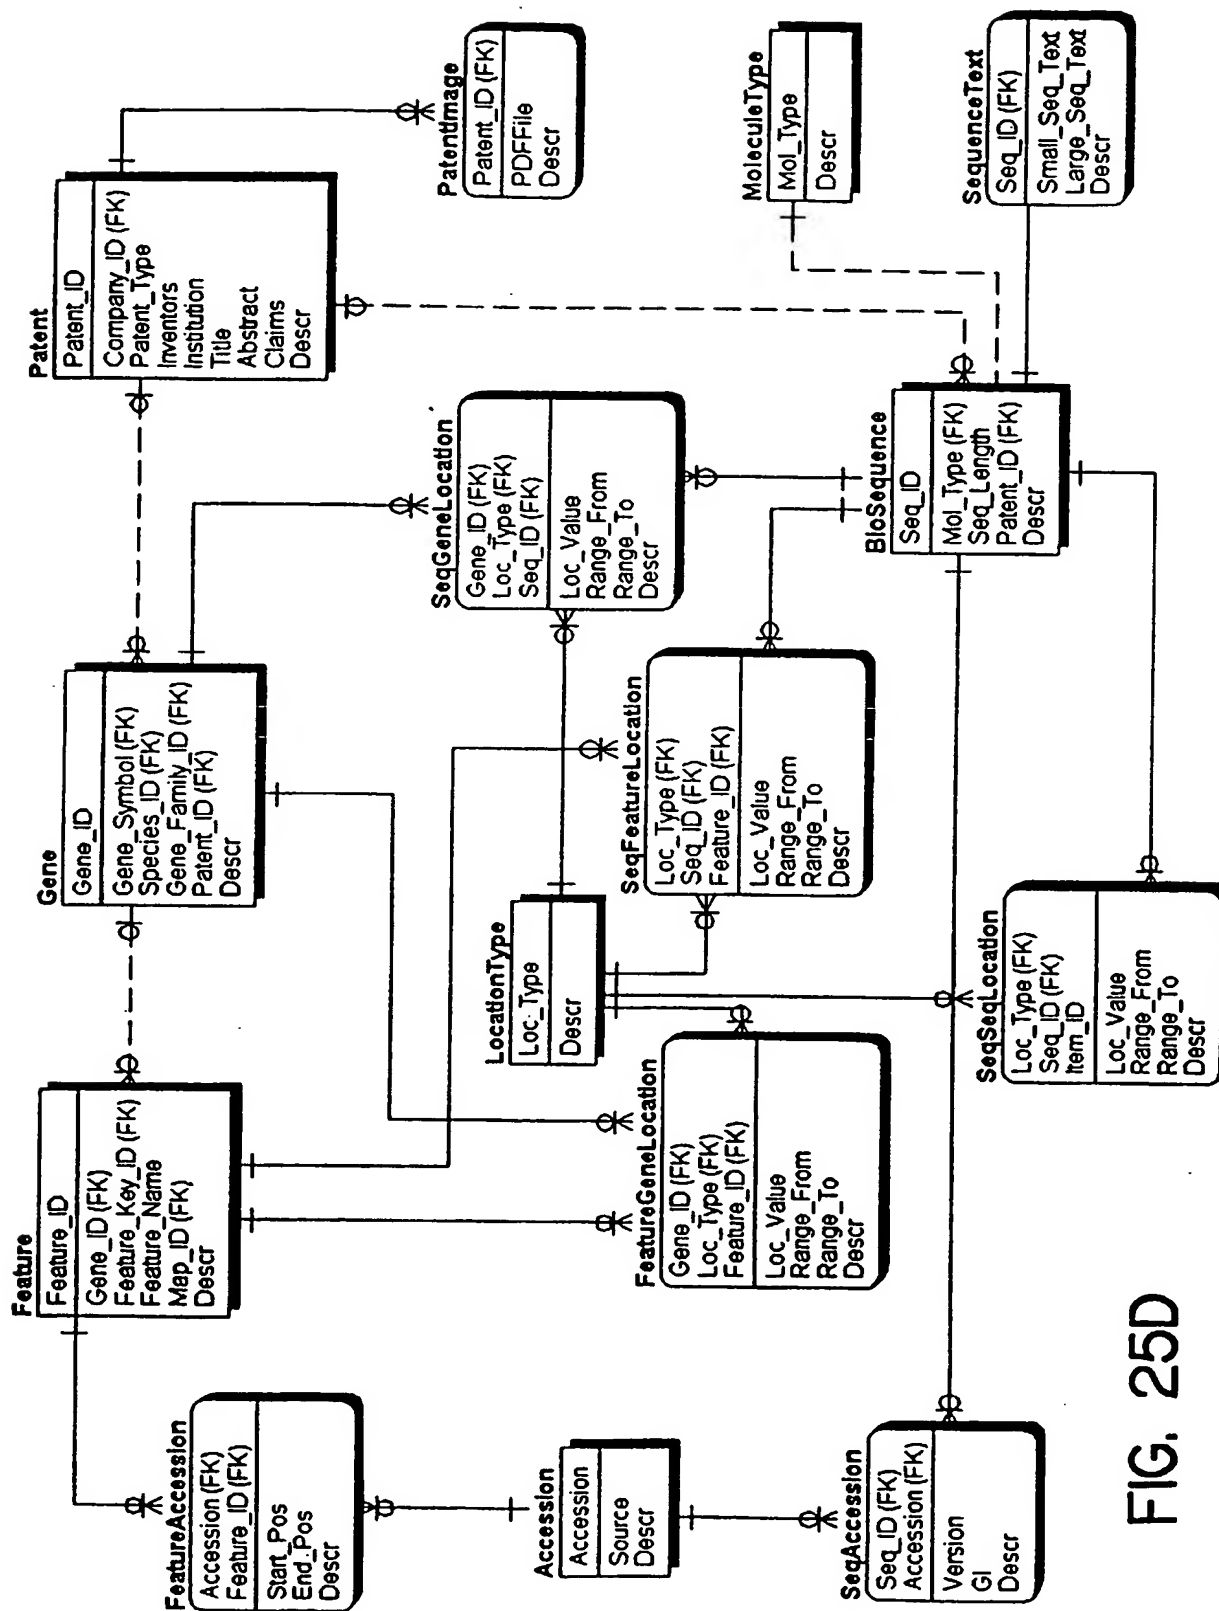 Feature
Feature_ID
Gene_ID (FK)
Feature_Key_ID (FK)
Feature_Name
Map_ID (FK)
Descr
Gene
Gene_ID
Gene_Symbol (FK)
Species_ID (FK)
Gene_Family_ID (FK)
Patent_ID (FK)
Descr
Patent
Patent_ID
Company_ID (FK)
Patent_Type
Inventors
Institution
Title
Abstract
Claims
Descr
PatentImage
Patent_ID (FK)
PDFFile
Descr
FeatureAccession
Accession (FK)
Feature_ID (FK)
Start_Pos
End_Pos
Descr
SeqGeneLocation
Gene_ID (FK)
Loc_Type (FK)
Seq_ID (FK)
Loc_Value
Range_From
Range_To
Descr
LocationType
Loc_Type
Descr
SeqFeatureLocation
Loc_Type (FK)
Seq_ID (FK)
Feature_ID (FK)
Loc_Value
Range_From
Range_To
Descr
MoleculeType
Mol_Type
Descr
Accession
Accession
Source
Descr
FeatureGeneLocation
Gene_ID (FK)
Loc_Type (FK)
Feature_ID (FK)
Loc_Value
Range_From
Range_To
Descr
BioSequence
Seq_ID
Mol_Type (FK)
Seq_Length
Patent_ID (FK)
Descr
SequenceText
Seq_ID (FK)
Small_Seq_Text
Large_Seq_Text
Descr
SeqAccession
Seq_ID (FK)
Accession (FK)
Version
GI
Descr
SeqSeqLocation
Loc_Type (FK)
Seq_ID (FK)
Item_ID
Loc_Value
Range_From
Range_To
Descr
FIG. 25D